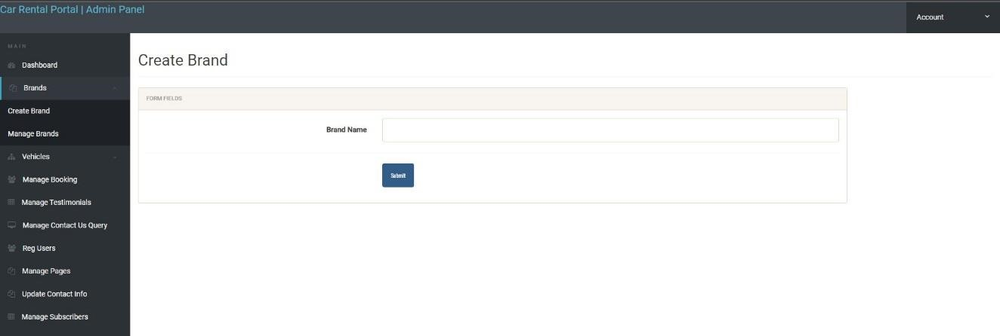 Car Rental Portal | Admin Panel
Account
MAIN
Dashboard
Brands
Create Brand
Manage Brands
Vehicles
Manage Booking
Manage Testimonials
Manage Contact Us Query
Reg Users
Manage Pages
Update Contact Info
Manage Subscribers
Create Brand
FORM FIELDS
Brand Name
Submit